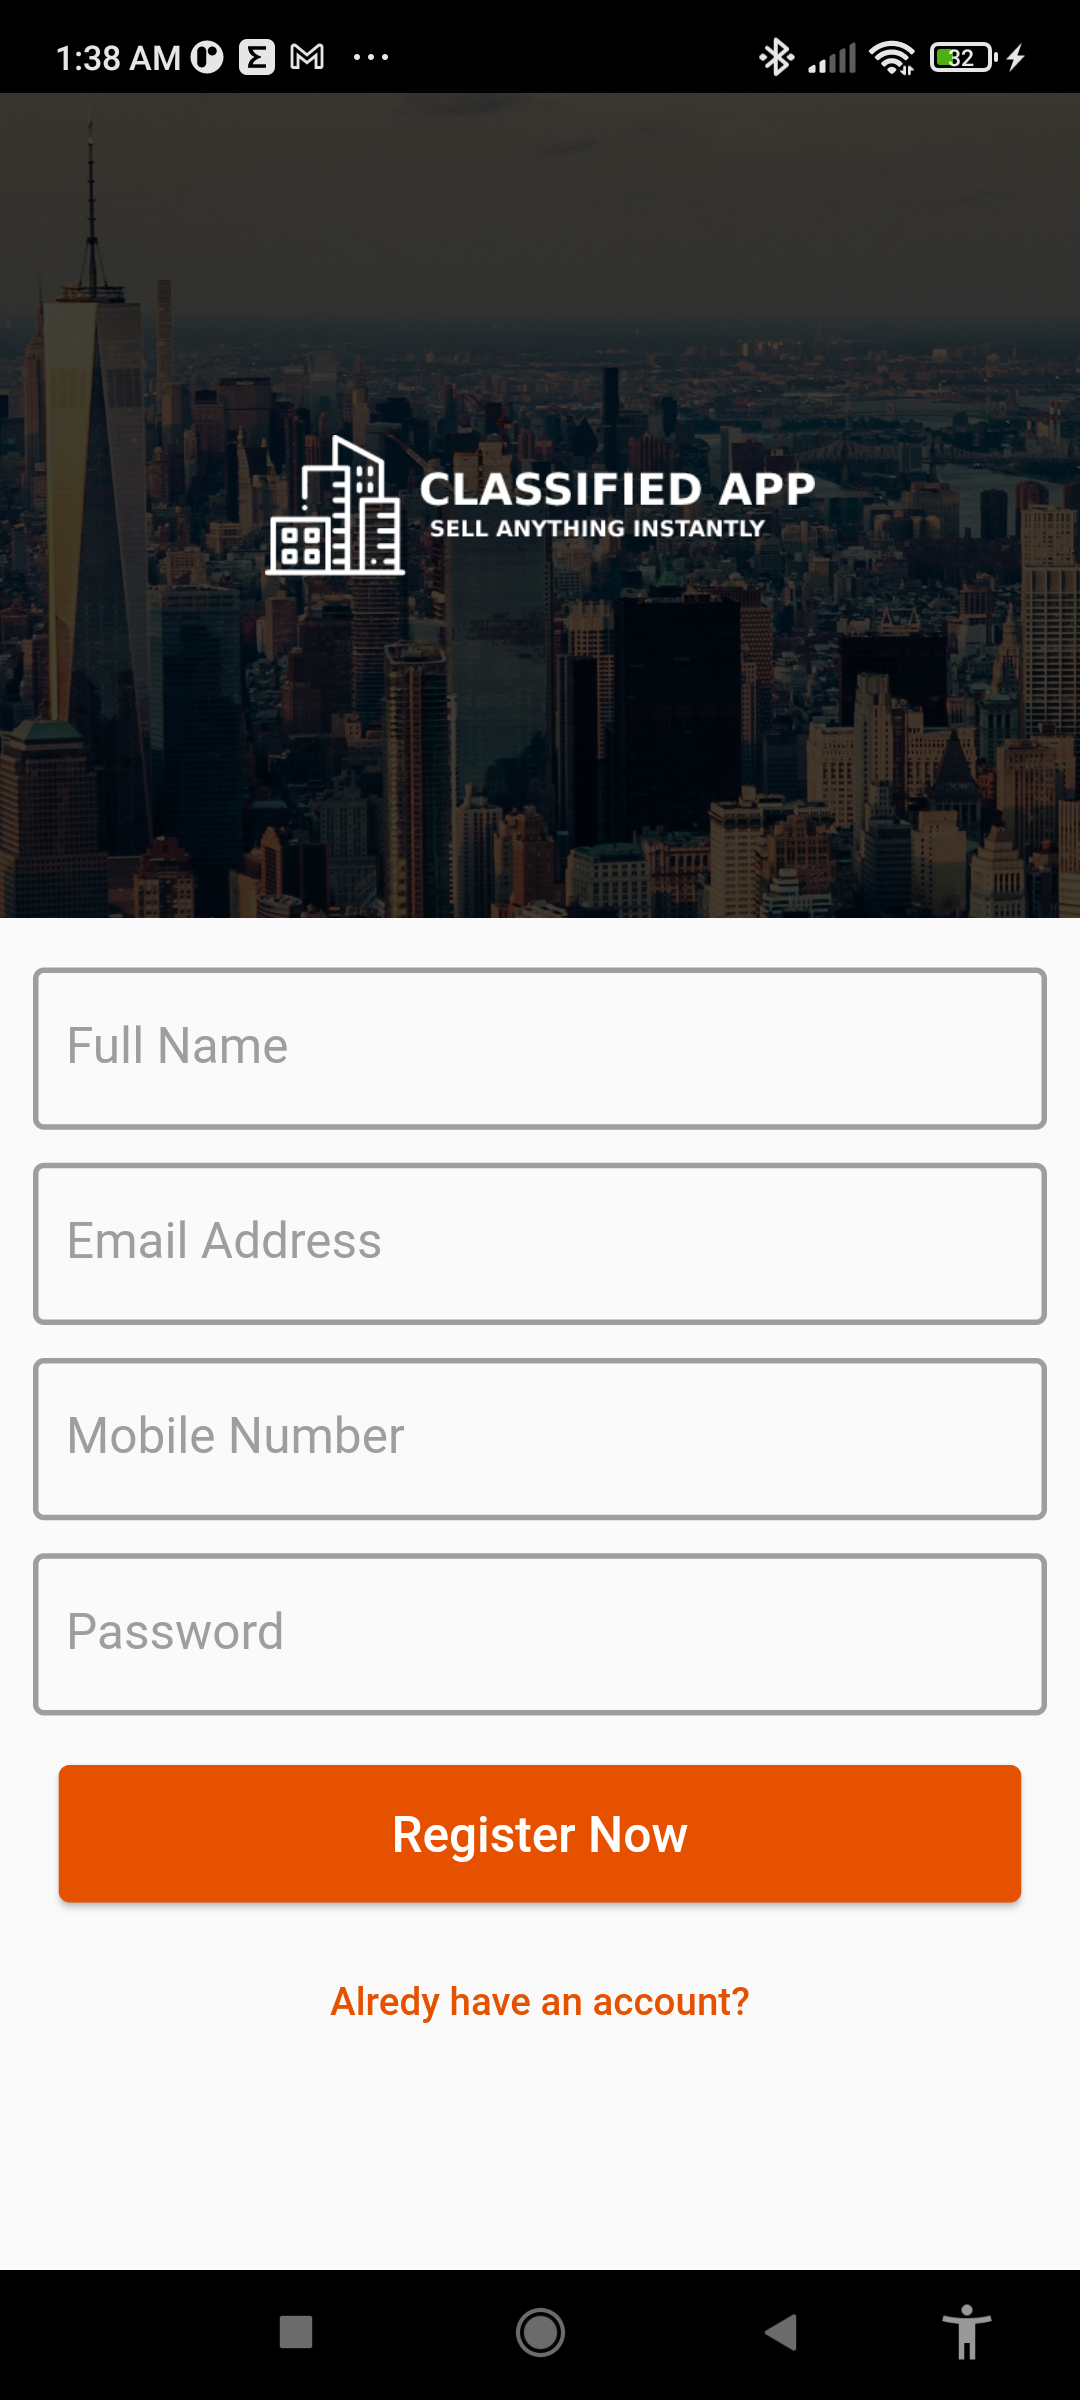 1:38 AM
32
CLASSIFIED APP
SELL ANYTHING INSTANTLY
Full Name
Email Address
Mobile Number
Password
Register Now
Alredy have an account?